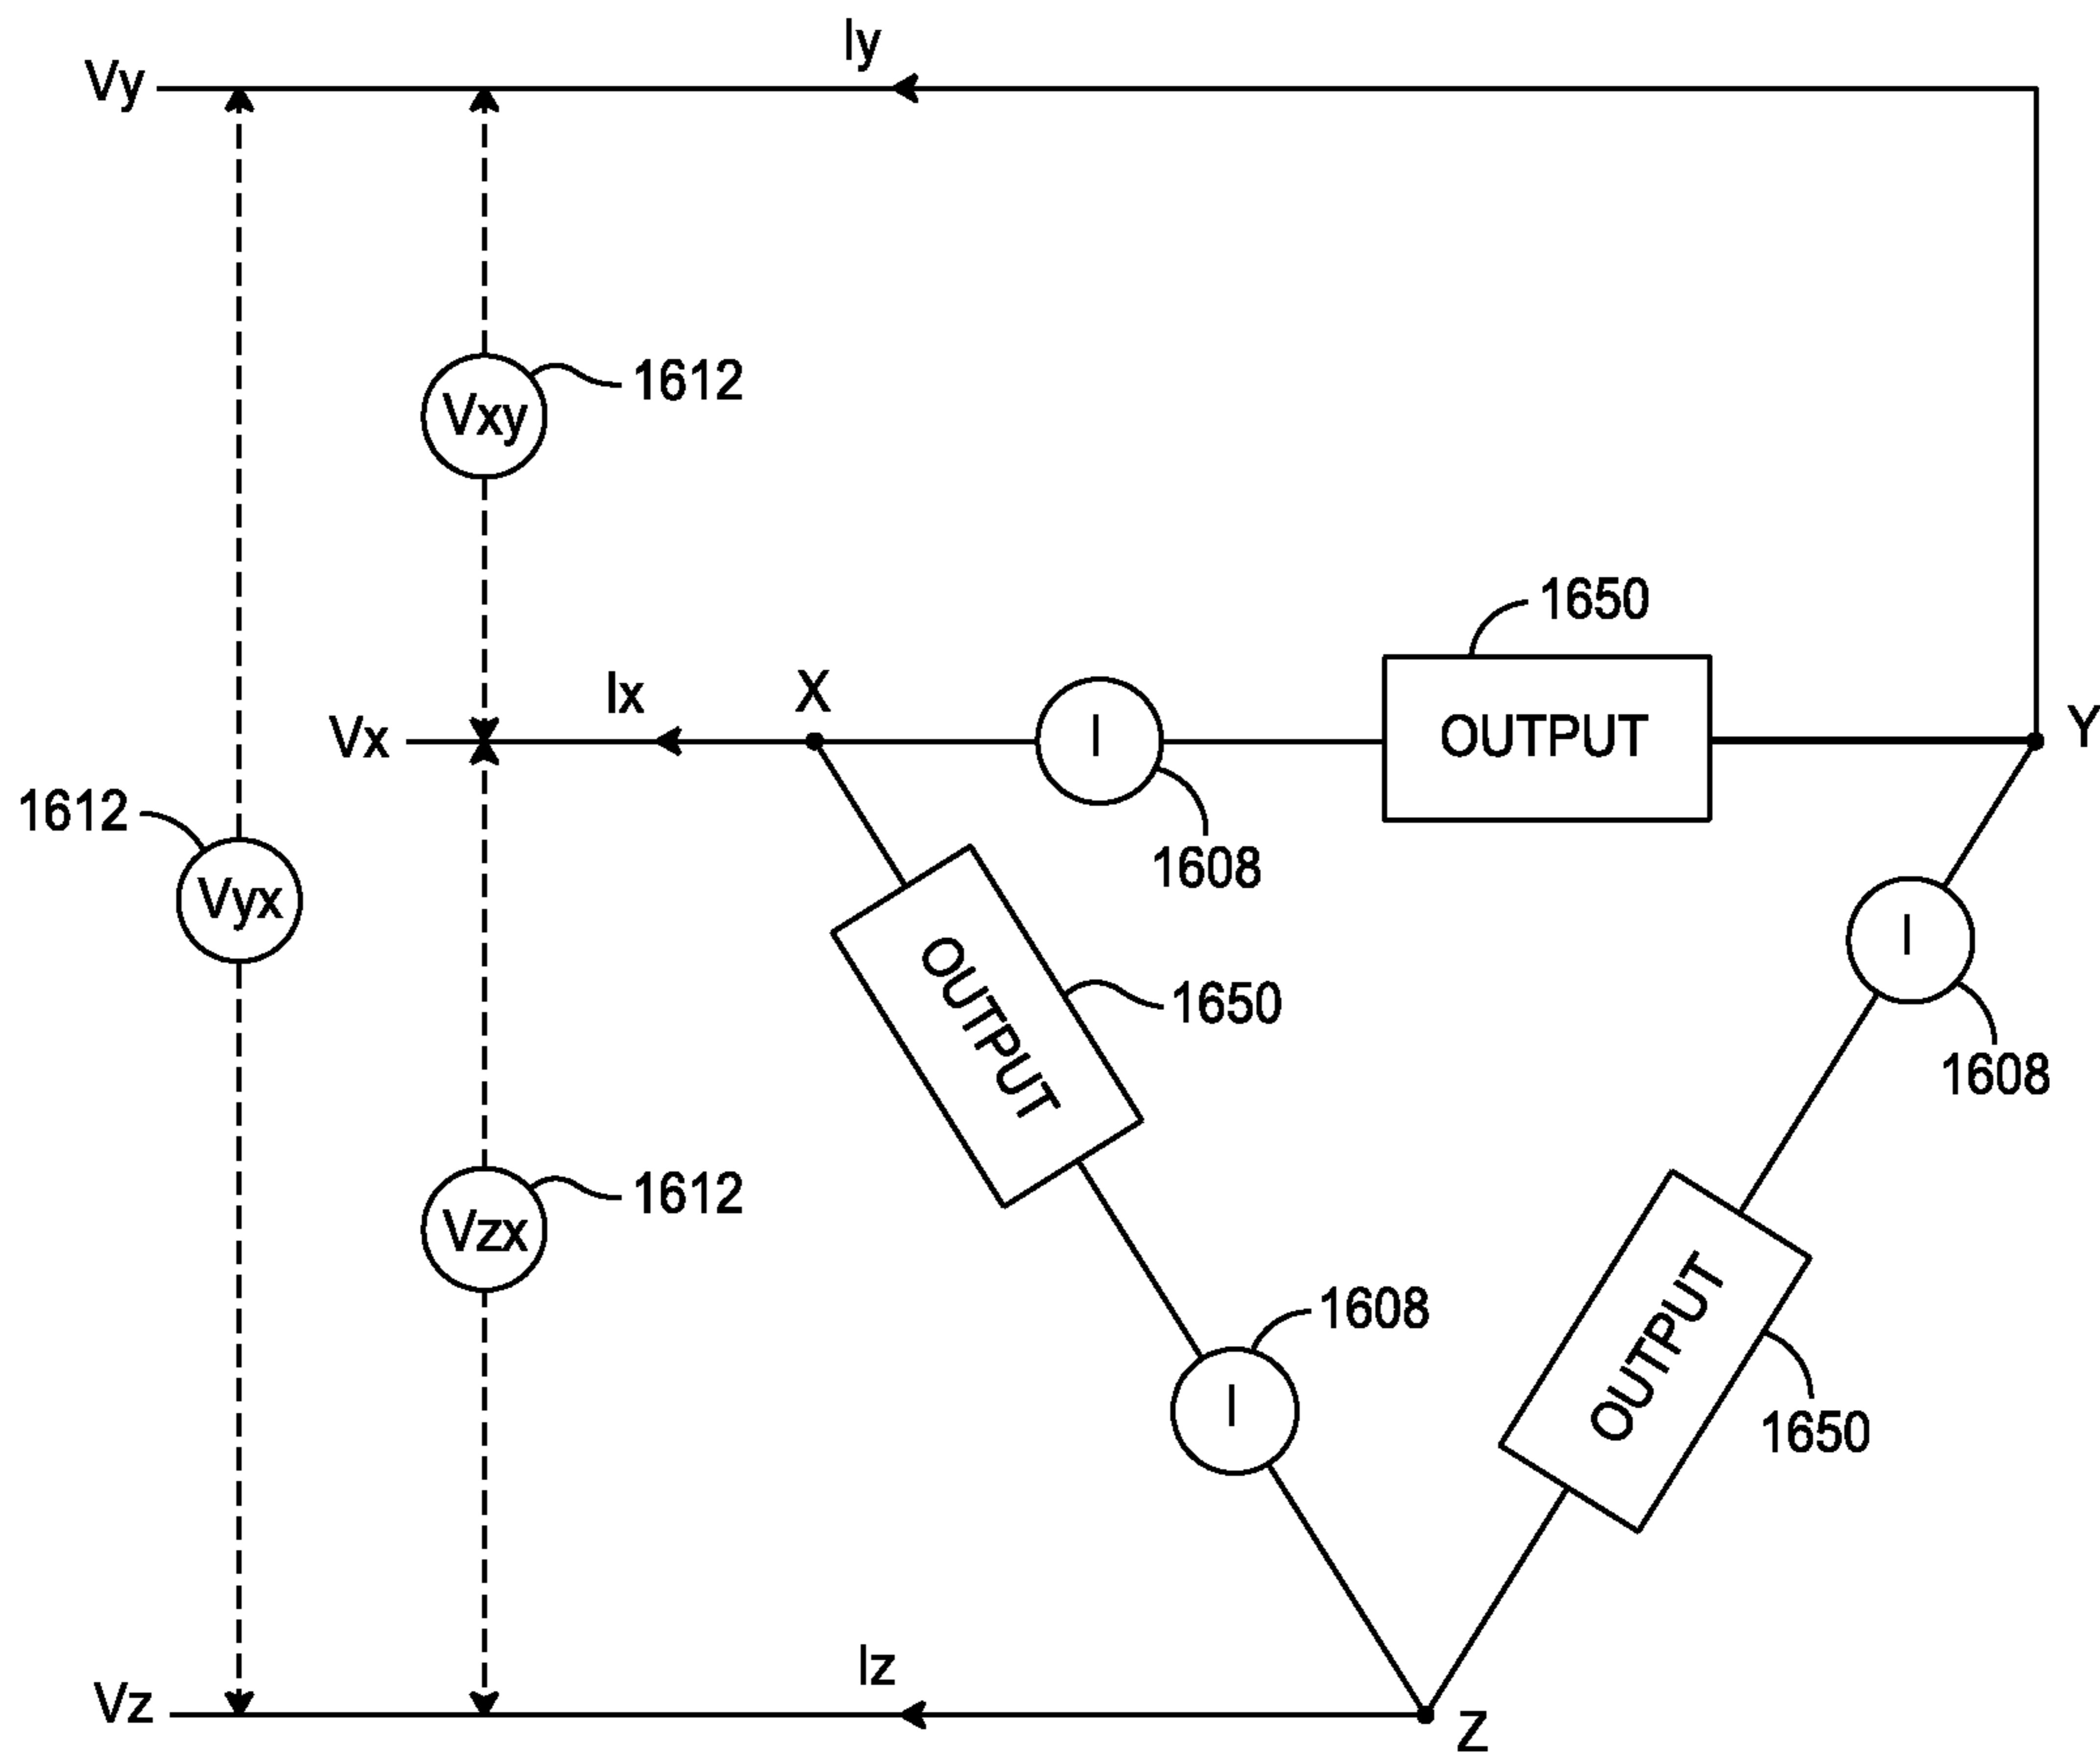 Iy
Vy
1612
Vxy
1650
Ix
X
Y
Vx
I
OUTPUT
1612
1608
Vyx
I
OUTPUT
1650
1608
1612
Vzx
1608
OUTPUT
I
1650
Iz
Vz
Z